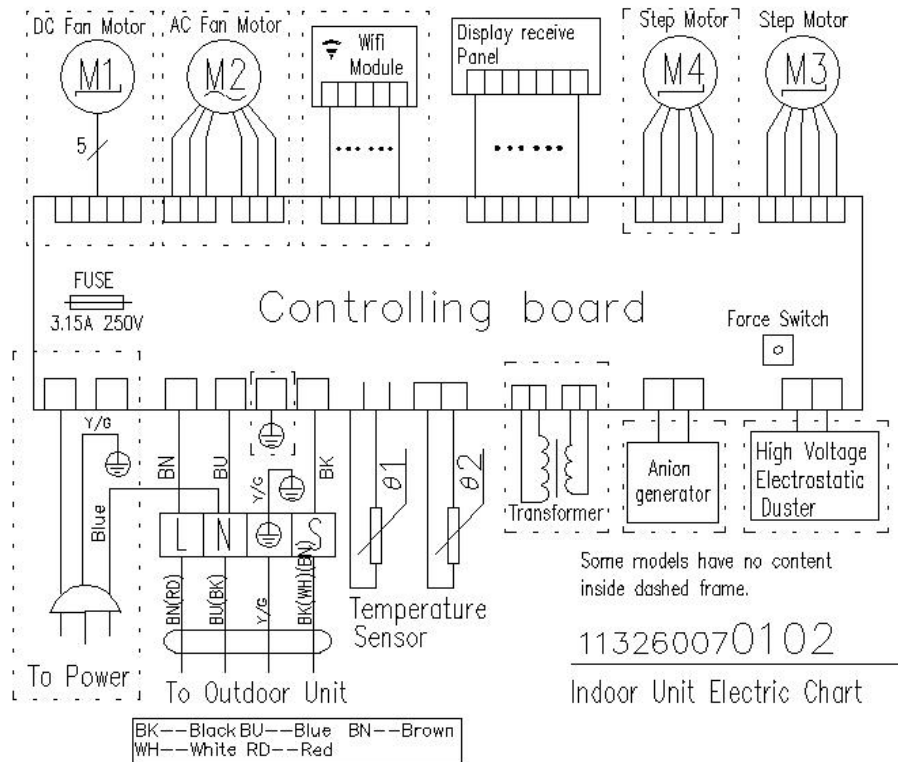 DC Fan Motor
AC Fan Motor
Wifi
Module
Display receive
Panel
Step Motor
Step Motor
M1
M2
M4
M3
5
FUSE
3.15A 250V
Controlling board
Force Switch
Y/G
Blue
BN
BU
Y/G
BK
L N S
BN(RD)
BU(BK)
Y/G
BK(WH)(BN)
θ1
θ2
Temperature
Sensor
Transformer
Anion
generator
High Voltage
Electrostatic
Duster
Some models have no content
inside dashed frame.
To Power
To Outdoor Unit
113260070102
Indoor Unit Electric Chart
BK--Black BU--Blue BN--Brown
WH--White RD--Red